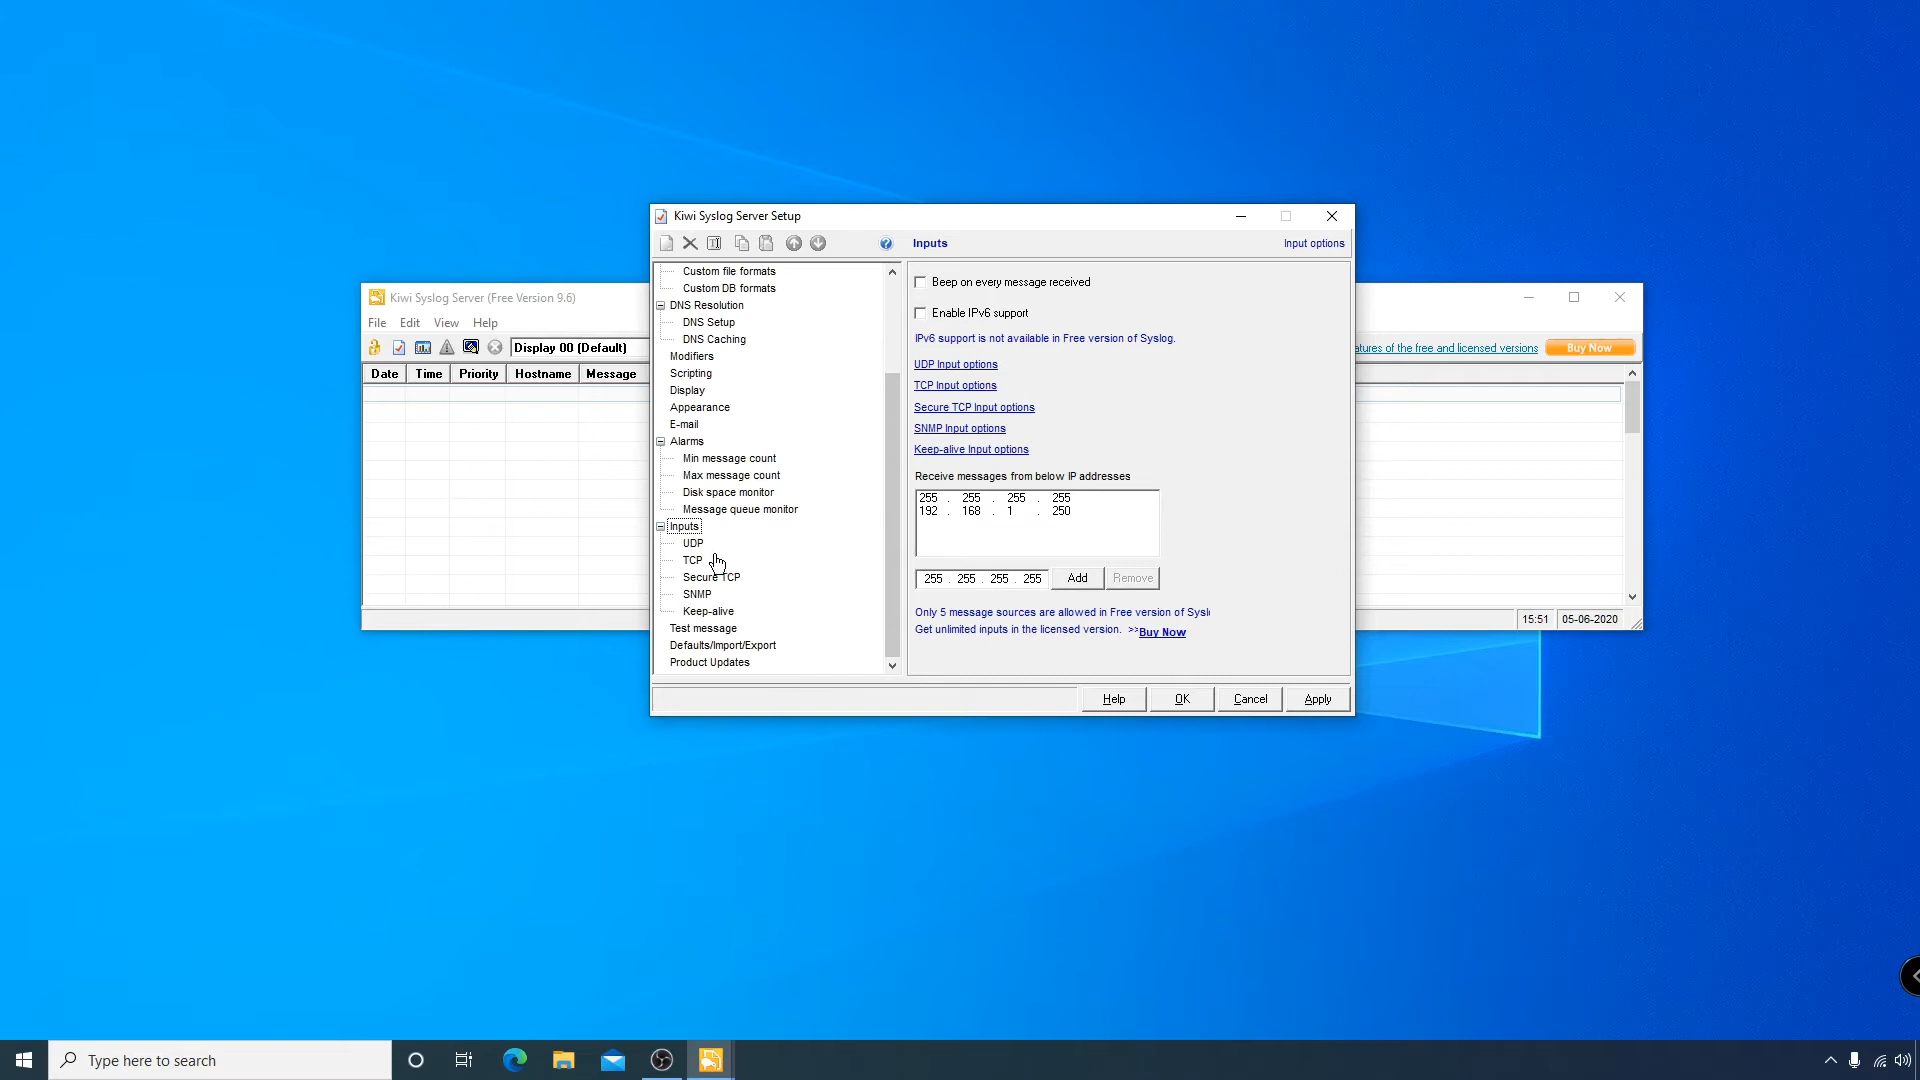 Kiwi Syslog Server Setup
Inputs
Input options
Custom file formats
Custom DB formats
DNS Resolution
DNS Setup
DNS Caching
Modifiers
Scripting
Display
Appearance
E-mail
Alarms
Min message count
Max message count
Disk space monitor
Message queue monitor
Inputs
UDP
TCP
Secure TCP
SNMP
Keep-alive
Test message
Defaults/Import/Export
Product Updates
Beep on every message received
Enable IPv6 support
IPv6 support is not available in Free version of Syslog.
UDP Input options
TCP Input options
Secure TCP Input options
SNMP Input options
Keep-alive Input options
Receive messages from below IP addresses
255 . 255 . 255 . 255
192 . 168 . 1 . 250
255 . 255 . 255 . 255 Add Remove
Only 5 message sources are allowed in Free version of Syslo
Get unlimited inputs in the licensed version. >> Buy Now
Help OK Cancel Apply
Kiwi Syslog Server (Free Version 9.6)
File Edit View Help
Display 00 (Default)
atures of the free and licensed versions Buy Now
Date Time Priority Hostname Message
15:51 05-06-2020
Type here to search